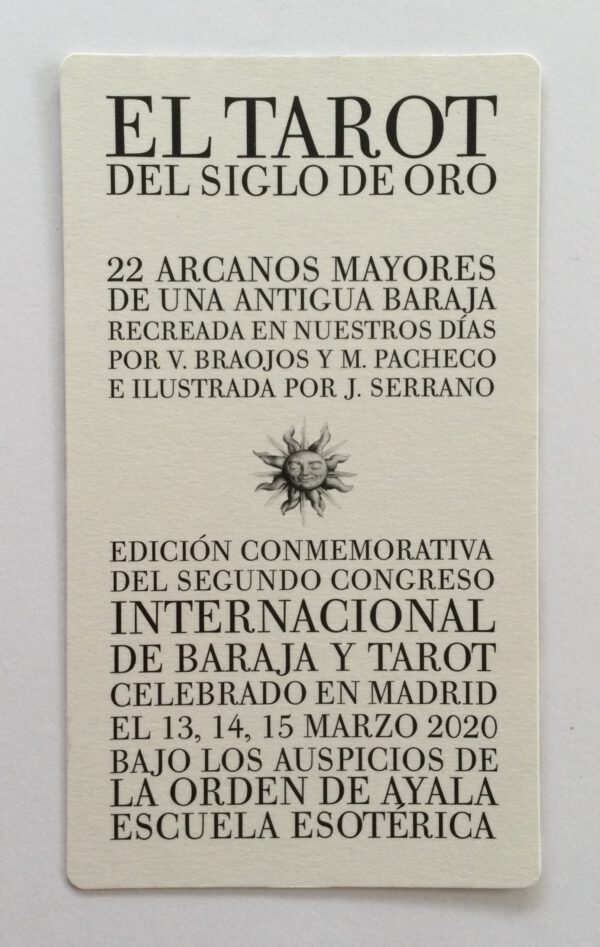 EL TAROT
DEL SIGLO DE ORO
22 ARCANOS MAYORES
DE UNA ANTIGUA BARAJA
RECREADA EN NUESTROS DÍAS
POR V. BRAOJOS Y M. PACHECO
E ILUSTRADA POR J. SERRANO
EDICIÓN CONMEMORATIVA
DEL SEGUNDO CONGRESO
INTERNACIONAL
DE BARAJA Y TAROT
CELEBRADO EN MADRID
EL 13, 14, 15 MARZO 2020
BAJO LOS AUSPICIOS DE
LA ORDEN DE AYALA
ESCUELA ESOTÉRICA